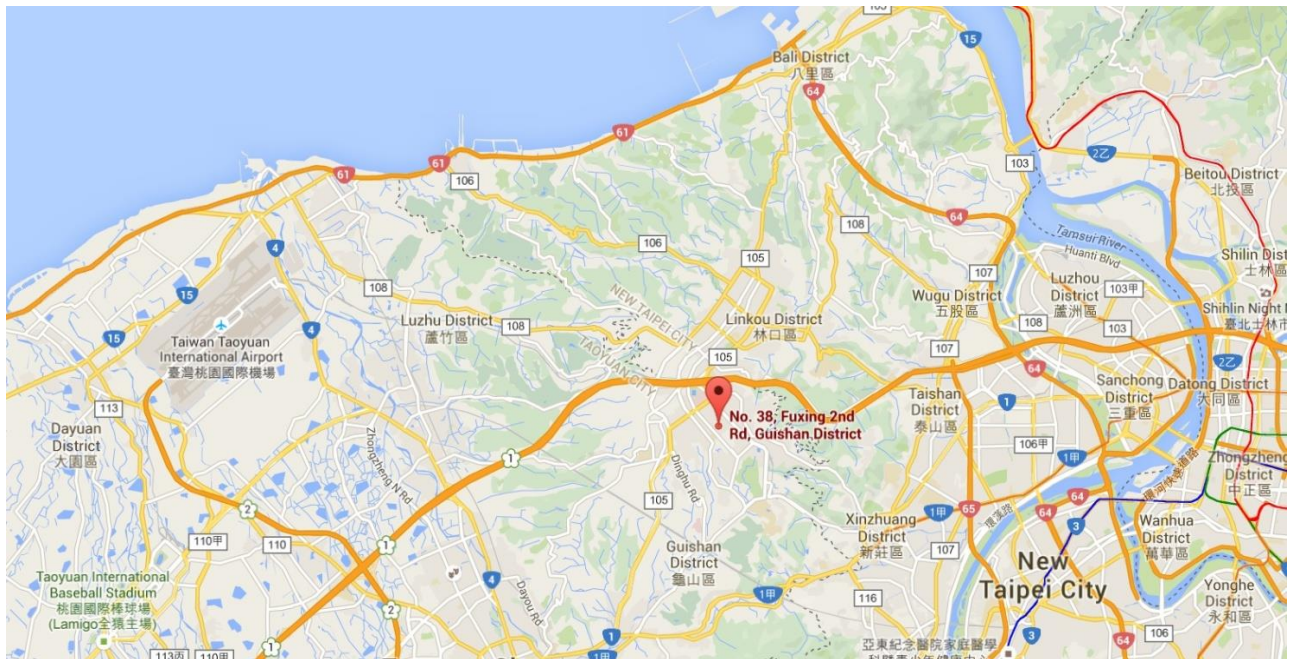 103
15
Bali District
八里區
64
61
2乙
103
61
106
Beitou District
北投區
64
108
106
105
Tamsui River
Huanti Blvd
4
15
108
Shilin Dist
士林區
107
Luzhou
District
蘆洲區
103甲
Wugu District
五股區
Shihlin Night
臺北士林市
NEW TAIPEI CITY
TAOYUAN CITY
Luzhu District
蘆竹區
108
Linkou District
林口區
108
103
4
15
Taiwan Taoyuan
International Airport
臺灣桃園國際機場
105
107
64
2乙
Sanchong
District
三重區
Datong District
大同區
No. 38, Fuxing 2nd
Rd, Guishan District
Taishan
District
泰山區
1
113
Dayuan
District
大園區
106甲
1甲
Zhongzheng N Rd
1
Dinghu Rd
環河快速道路
Zhongzheng
District
中正區
105
2
65
64
64
環漢路
1甲
3
Xinzhuang
District
新莊區
Wanhua
District
萬華區
110甲
110
1
107
Guishan
District
龜山區
New
Taipei City
Taoyuan International
Baseball Stadium
桃園國際棒球場
(Lamigo全猿主場)
4
Dayou Rd
2
1甲
116
Yonghe
District
永和區
1
1
3
64
106
亞東紀念醫院家庭醫學
113丙
110甲
1甲